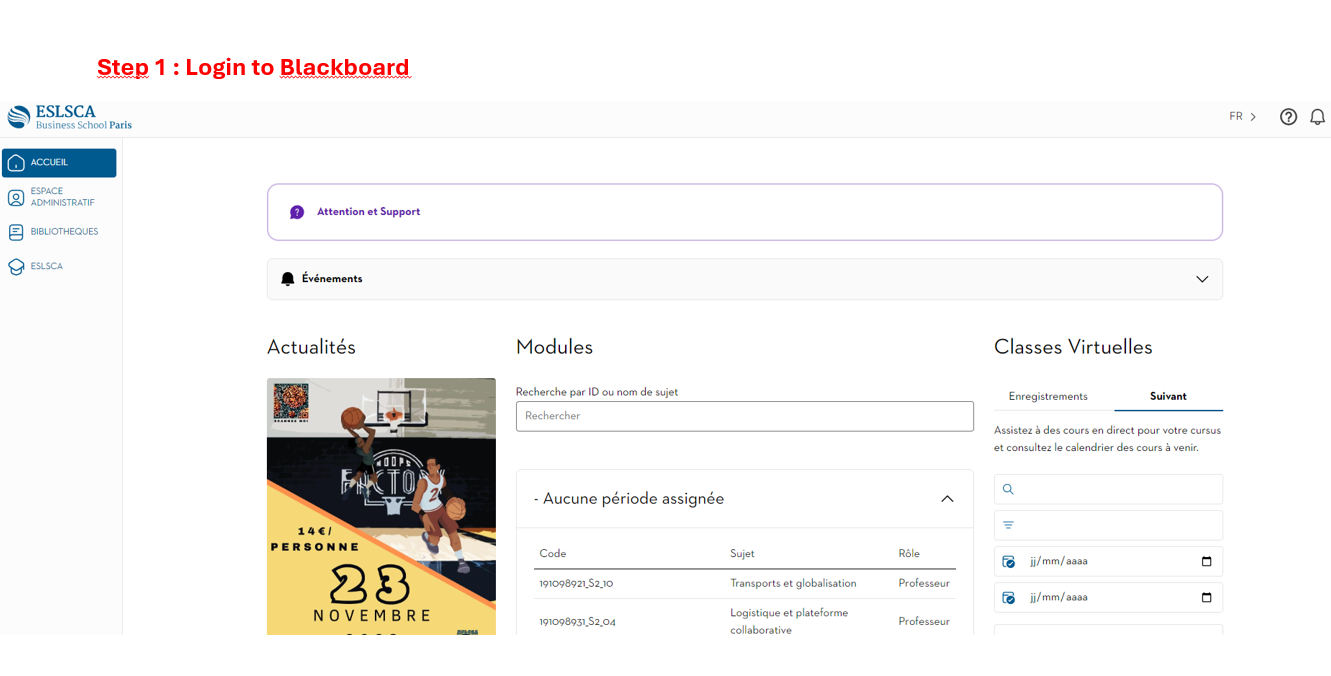 Step 1 : Login to Blackboard
ESLSCA
Business School Paris
FR
ACCUEIL
ESPACE
ADMINISTRATIF
BIBLIOTHEQUES
ESLSCA
Attention et Support
Événements
Actualités
Modules
Classes Virtuelles
HOOPS
FACTORY
14€/
PERSONNE
23
NOVEMBRE
Recherche par ID ou nom de sujet
Rechercher
- Aucune période assignée
Code Sujet Rôle
191098921_S2_10 Transports et globalisation Professeur
191098931_S2_04 Logistique et plateforme
collaborative Professeur
Enregistrements Suivant
Assistez à des cours en direct pour votre cursus
et consultez le calendrier des cours à venir.
jj/mm/aaaa
jj/mm/aaaa